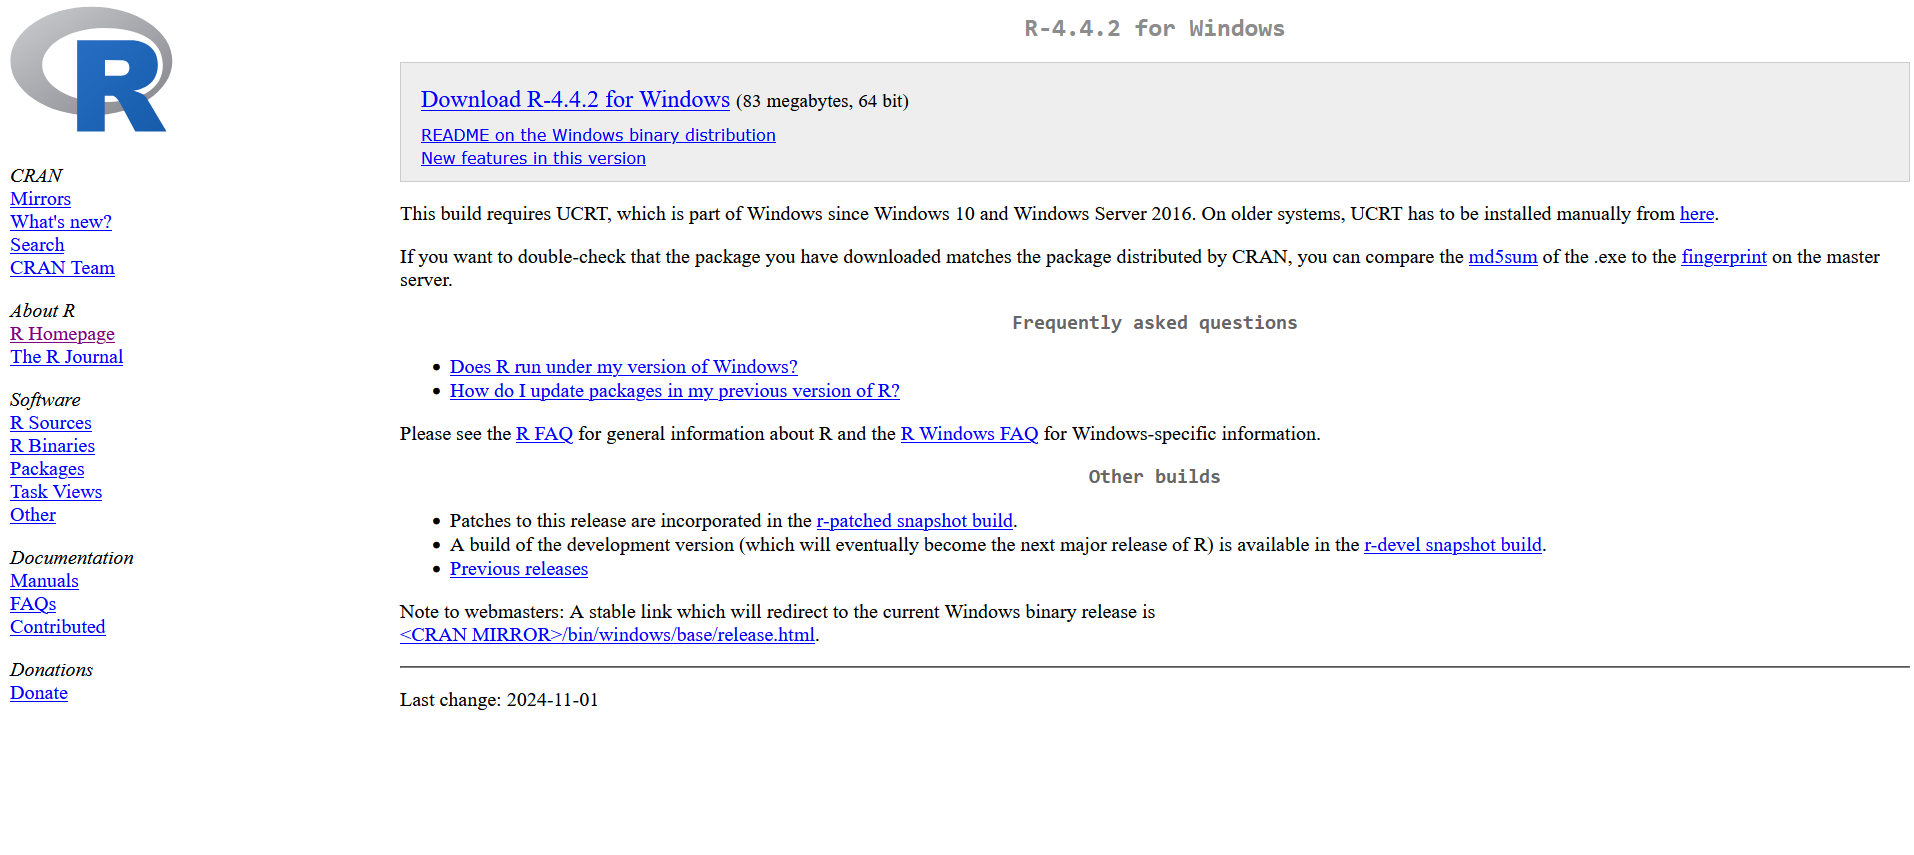 R
CRAN
Mirrors
What's new?
Search
CRAN Team
About R
R Homepage
The R Journal
Software
R Sources
R Binaries
Packages
Task Views
Other
Documentation
Manuals
FAQs
Contributed
Donations
Donate
R-4.4.2 for Windows
Download R-4.4.2 for Windows (83 megabytes, 64 bit)
README on the Windows binary distribution
New features in this version
This build requires UCRT, which is part of Windows since Windows 10 and Windows Server 2016. On older systems, UCRT has to be installed manually from here.
If you want to double-check that the package you have downloaded matches the package distributed by CRAN, you can compare the md5sum of the .exe to the fingerprint on the master
server.
Frequently asked questions
• Does R run under my version of Windows?
• How do I update packages in my previous version of R?
Please see the R FAQ for general information about R and the R Windows FAQ for Windows-specific information.
Other builds
• Patches to this release are incorporated in the r-patched snapshot build.
• A build of the development version (which will eventually become the next major release of R) is available in the r-devel snapshot build.
• Previous releases
Note to webmasters: A stable link which will redirect to the current Windows binary release is
<CRAN MIRROR>/bin/windows/base/release.html.
Last change: 2024-11-01